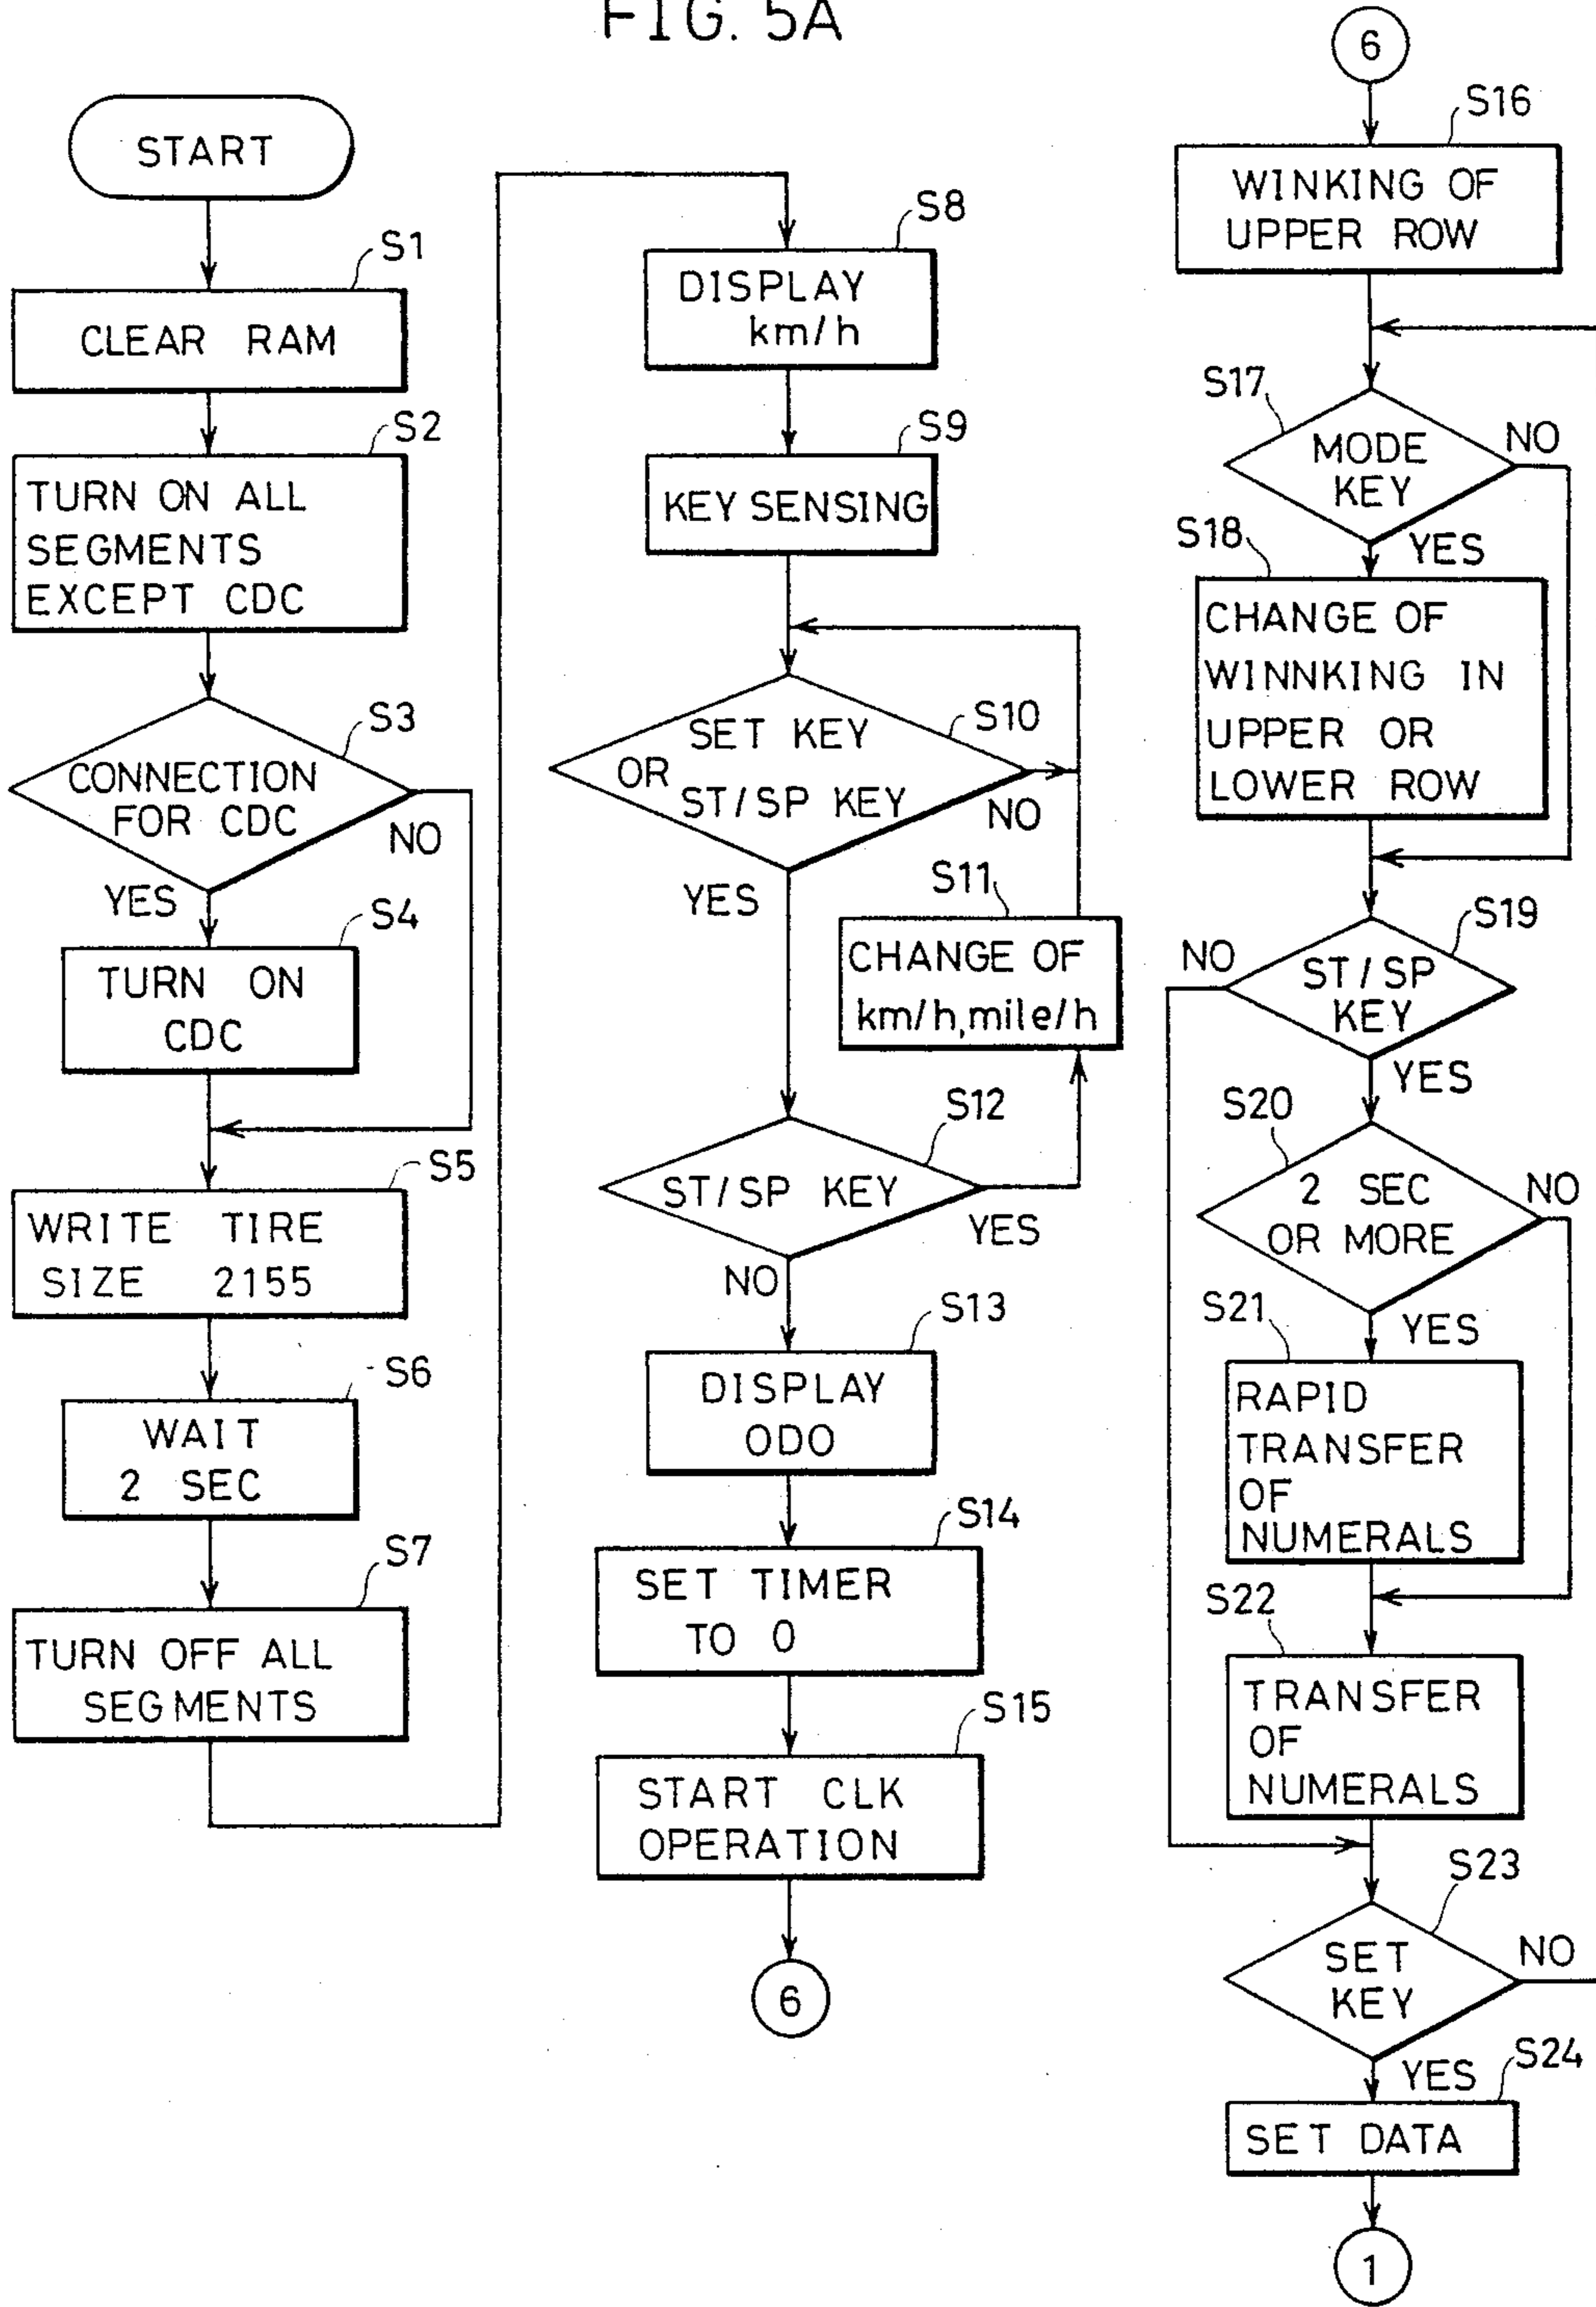 FIG. 5A
START
S1
CLEAR RAM
S2
TURN ON ALL
SEGMENTS
EXCEPT CDC
S3
CONNECTION
FOR CDC
NO
YES
S4
TURN ON
CDC
S5
WRITE TIRE
SIZE 2155
S6
WAIT
2 SEC
S7
TURN OFF ALL
SEGMENTS
S8
DISPLAY
km/h
S9
KEY SENSING
S10
SET KEY
OR
ST/SP KEY
NO
YES
S11
CHANGE OF
km/h,mile/h
S12
ST/SP KEY
YES
NO
S13
DISPLAY
ODO
S14
SET TIMER
TO 0
S15
START CLK
OPERATION
6
6
S16
WINKING OF
UPPER ROW
S17
MODE
KEY
NO
YES
S18
CHANGE OF
WINNKING IN
UPPER OR
LOWER ROW
S19
NO
ST/SP
KEY
YES
S20
2 SEC
OR MORE
NO
YES
S21
RAPID
TRANSFER
OF
NUMERALS
S22
TRANSFER
OF
NUMERALS
S23
SET
KEY
NO
YES
S24
SET DATA
1